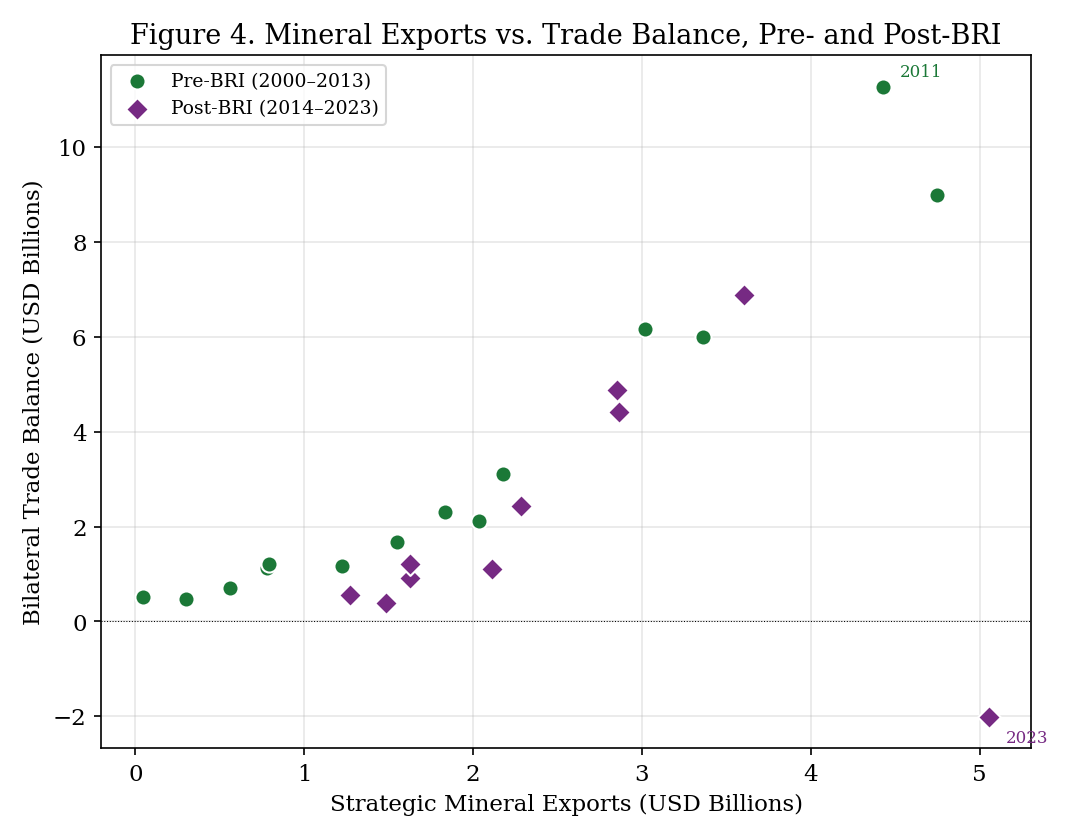 Figure 4. Mineral Exports vs. Trade Balance, Pre- and Post-BRI
Pre-BRI (2000–2013)
Post-BRI (2014–2023)
2011
10
8
6
4
2
0
−2
2023
0 1 2 3 4 5
Strategic Mineral Exports (USD Billions)
Bilateral Trade Balance (USD Billions)